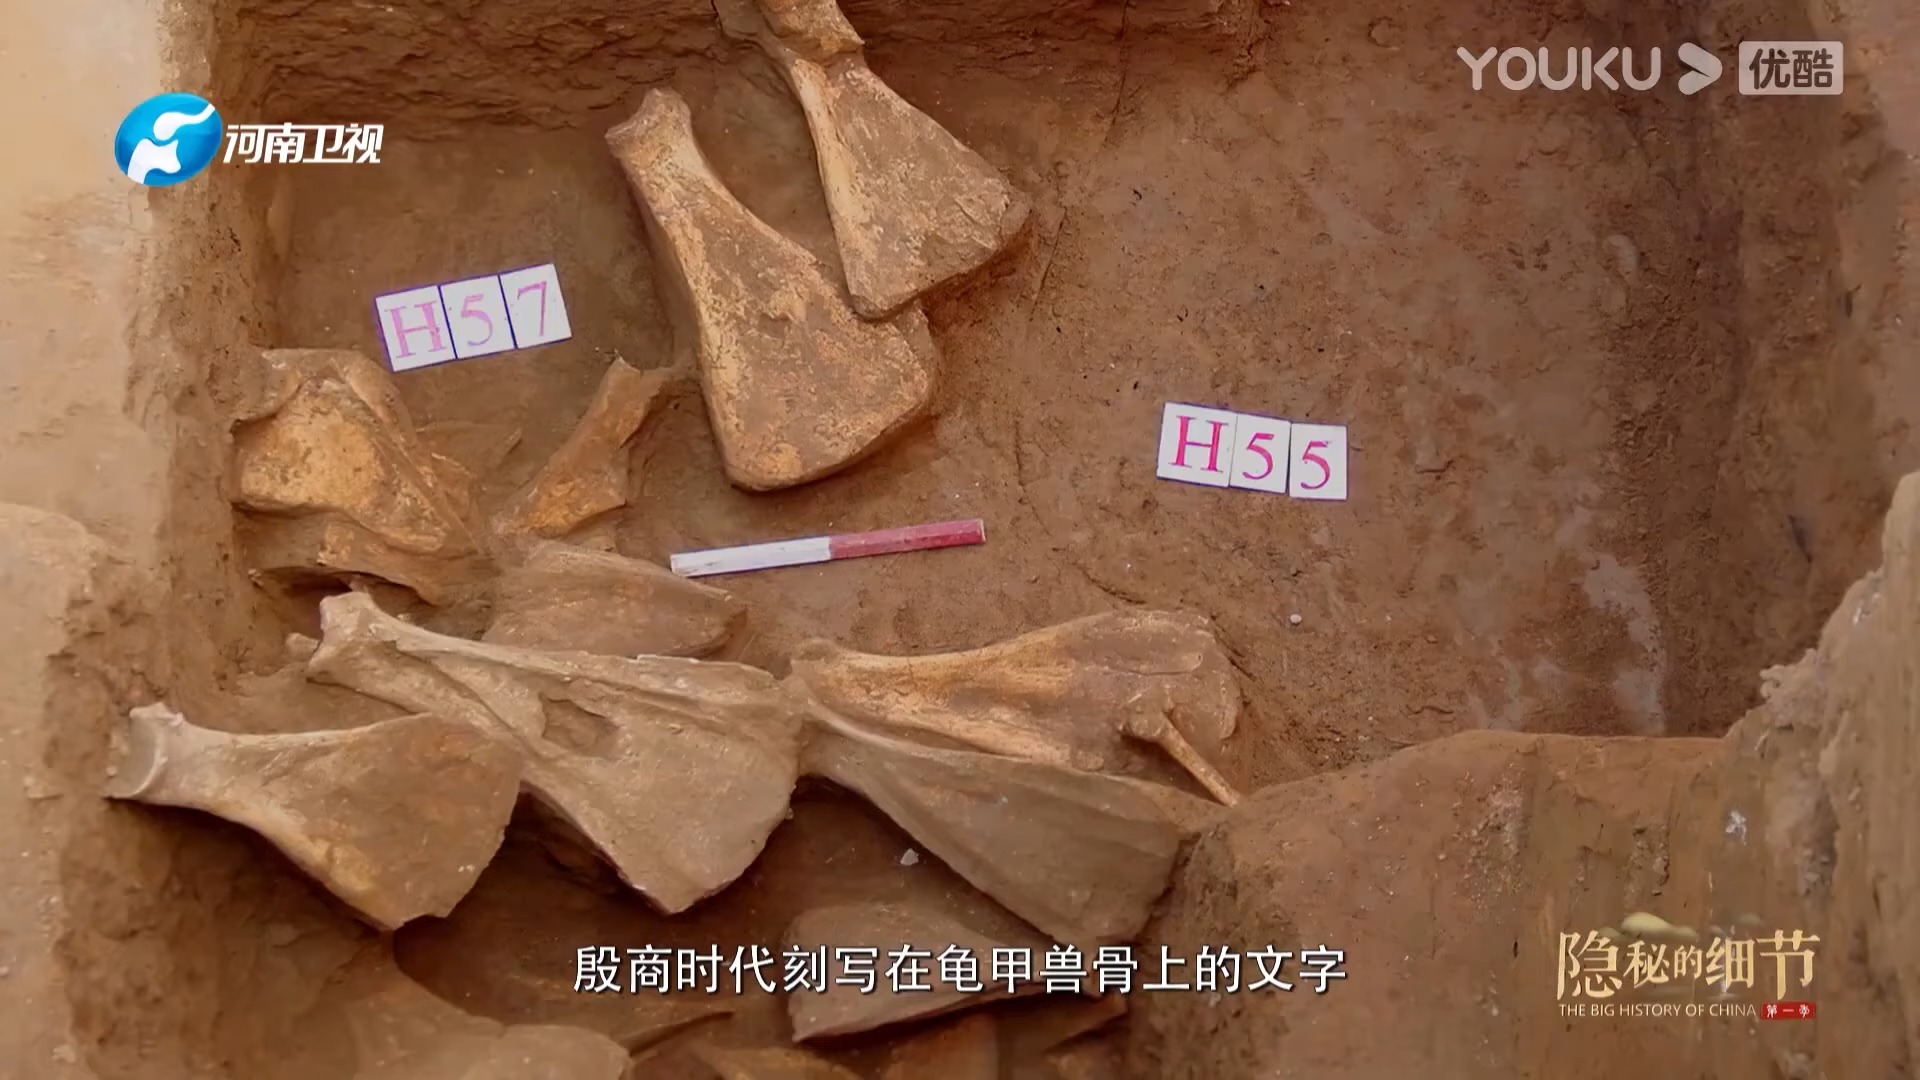 YOUKU 优酷
河南卫视
H57
H55
殷商时代刻写在龟甲兽骨上的文字
隐秘的细节
THE BIG HISTORY OF CHINA 第一季